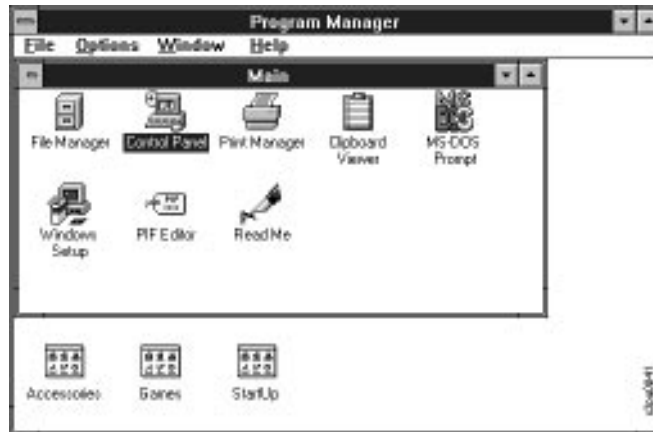 Program Manager
File Options Window Help
Main
File Manager Control Panel Print Manager Clipboard Viewer MS-DOS Prompt
Windows Setup PIF Editor Read Me
Accessories Games StartUp